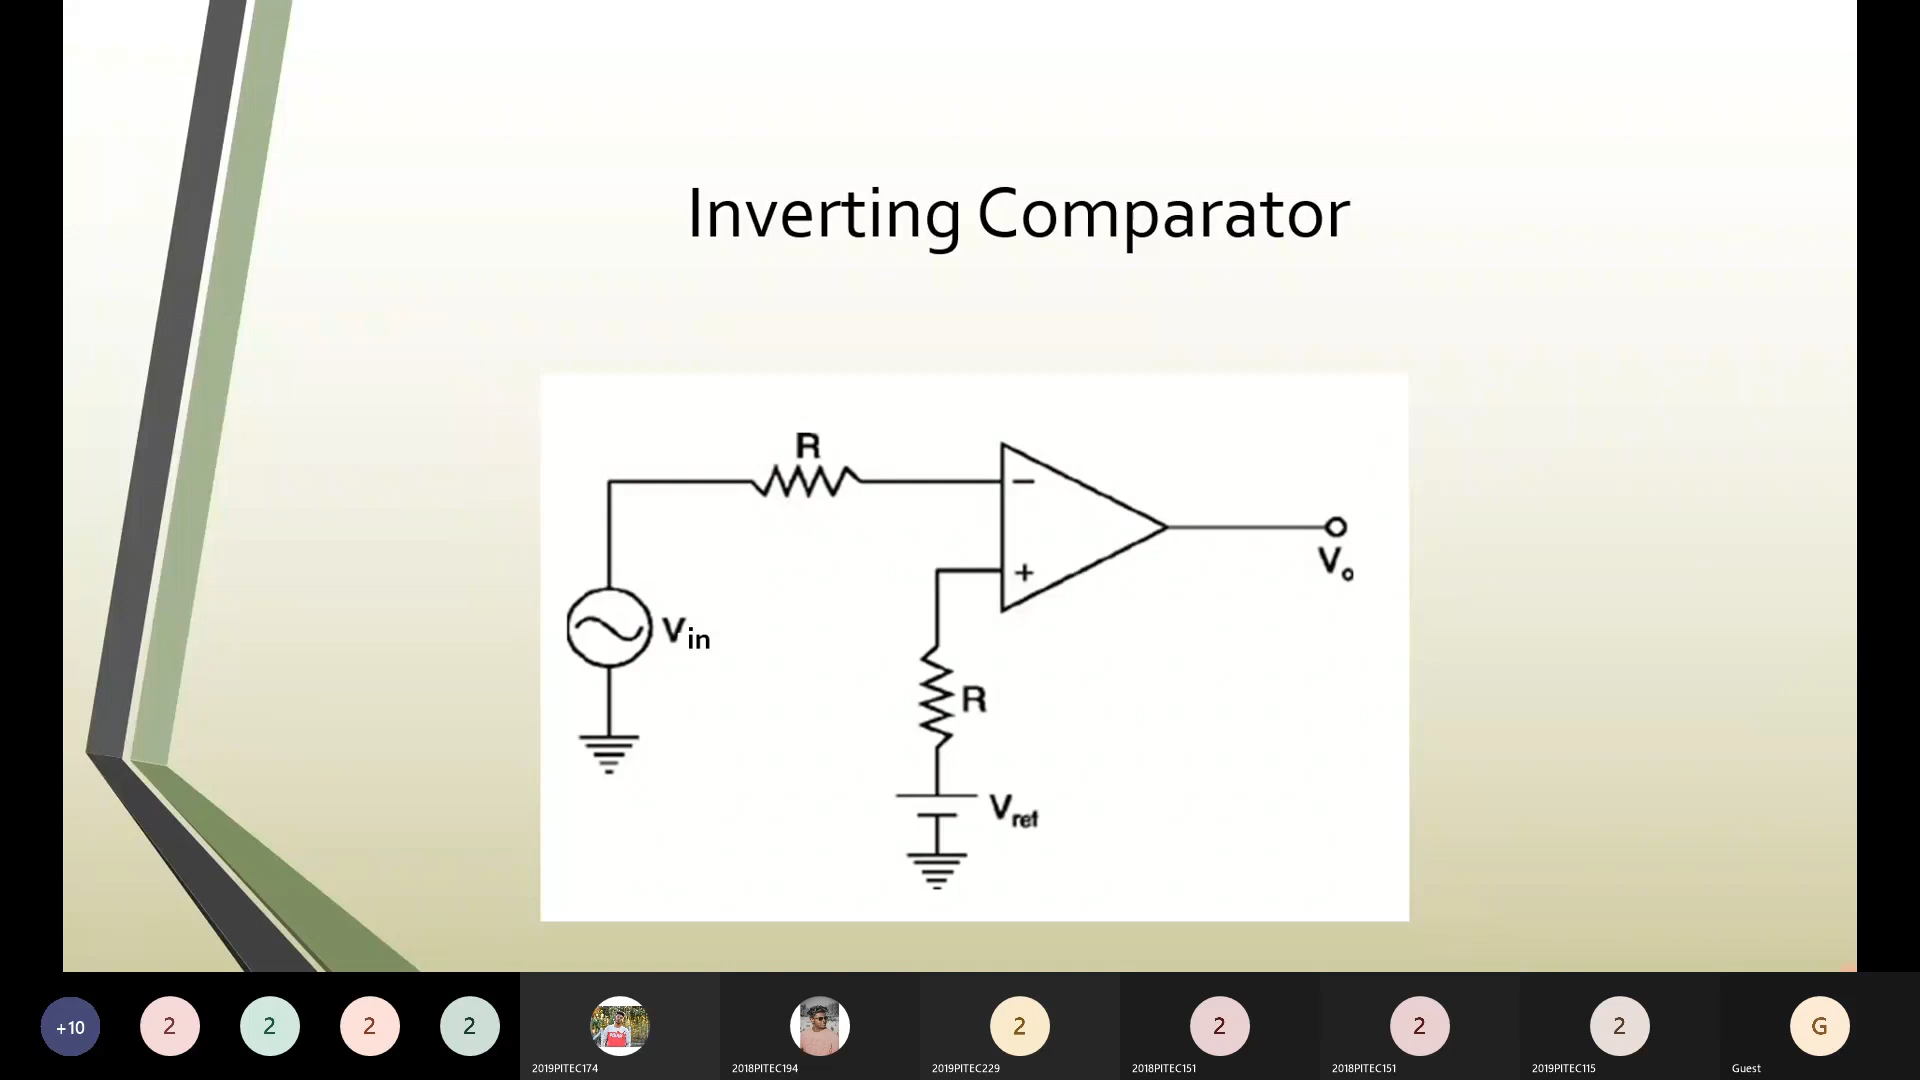 Inverting Comparator
R
−
+
Vo
Vin
R
Vref
+10
2
2
2
2
2
2
2
2
G
2019PITEC174
2018PITEC194
2019PITEC229
2018PITEC151
2018PITEC151
2019PITEC115
Guest